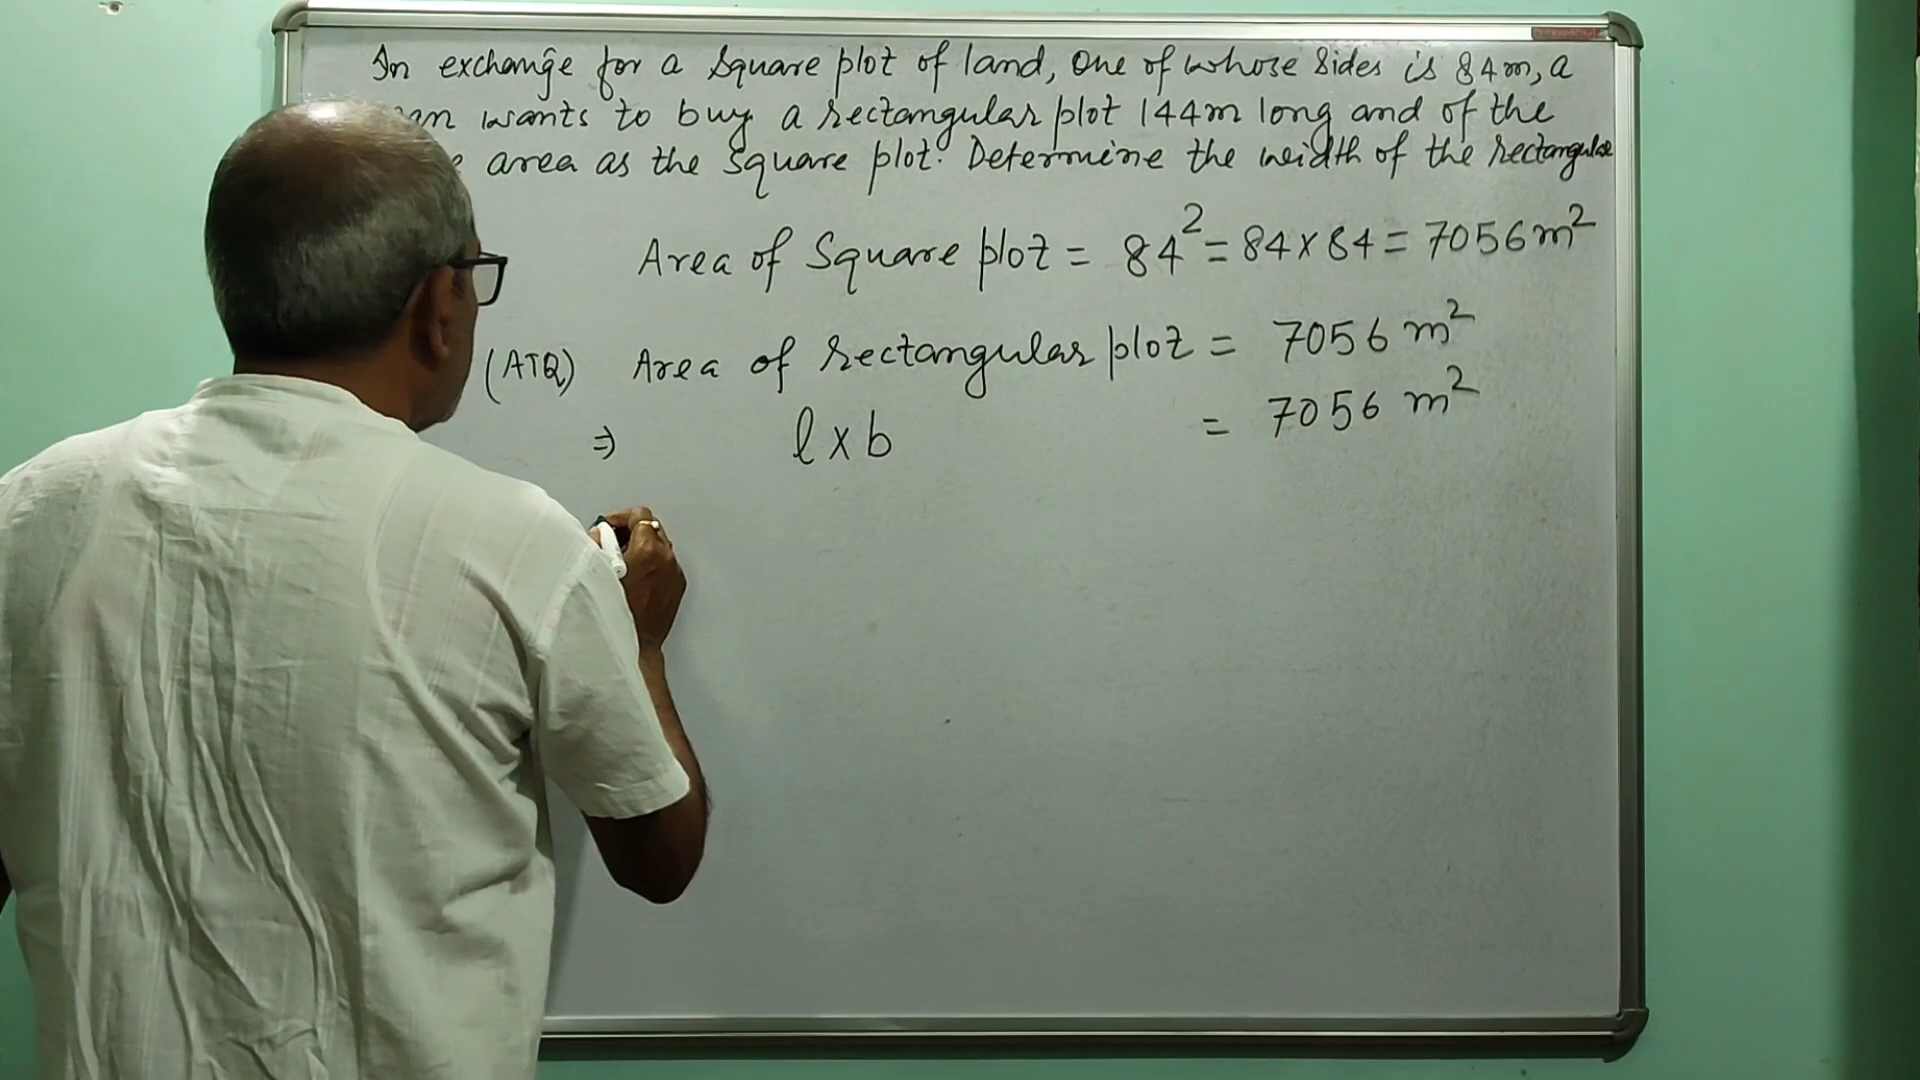 In exchange for a square plot of land, One of whose sides is 84m, a
wants to buy a rectangular plot 144m long and of the
area as the square plot. Determine the width of the rectangular
Area of Square plot = 84² = 84 x 84 = 7056 m²
(ATQ) Area of rectangular plot = 7056 m²
⇒ l x b = 7056 m²